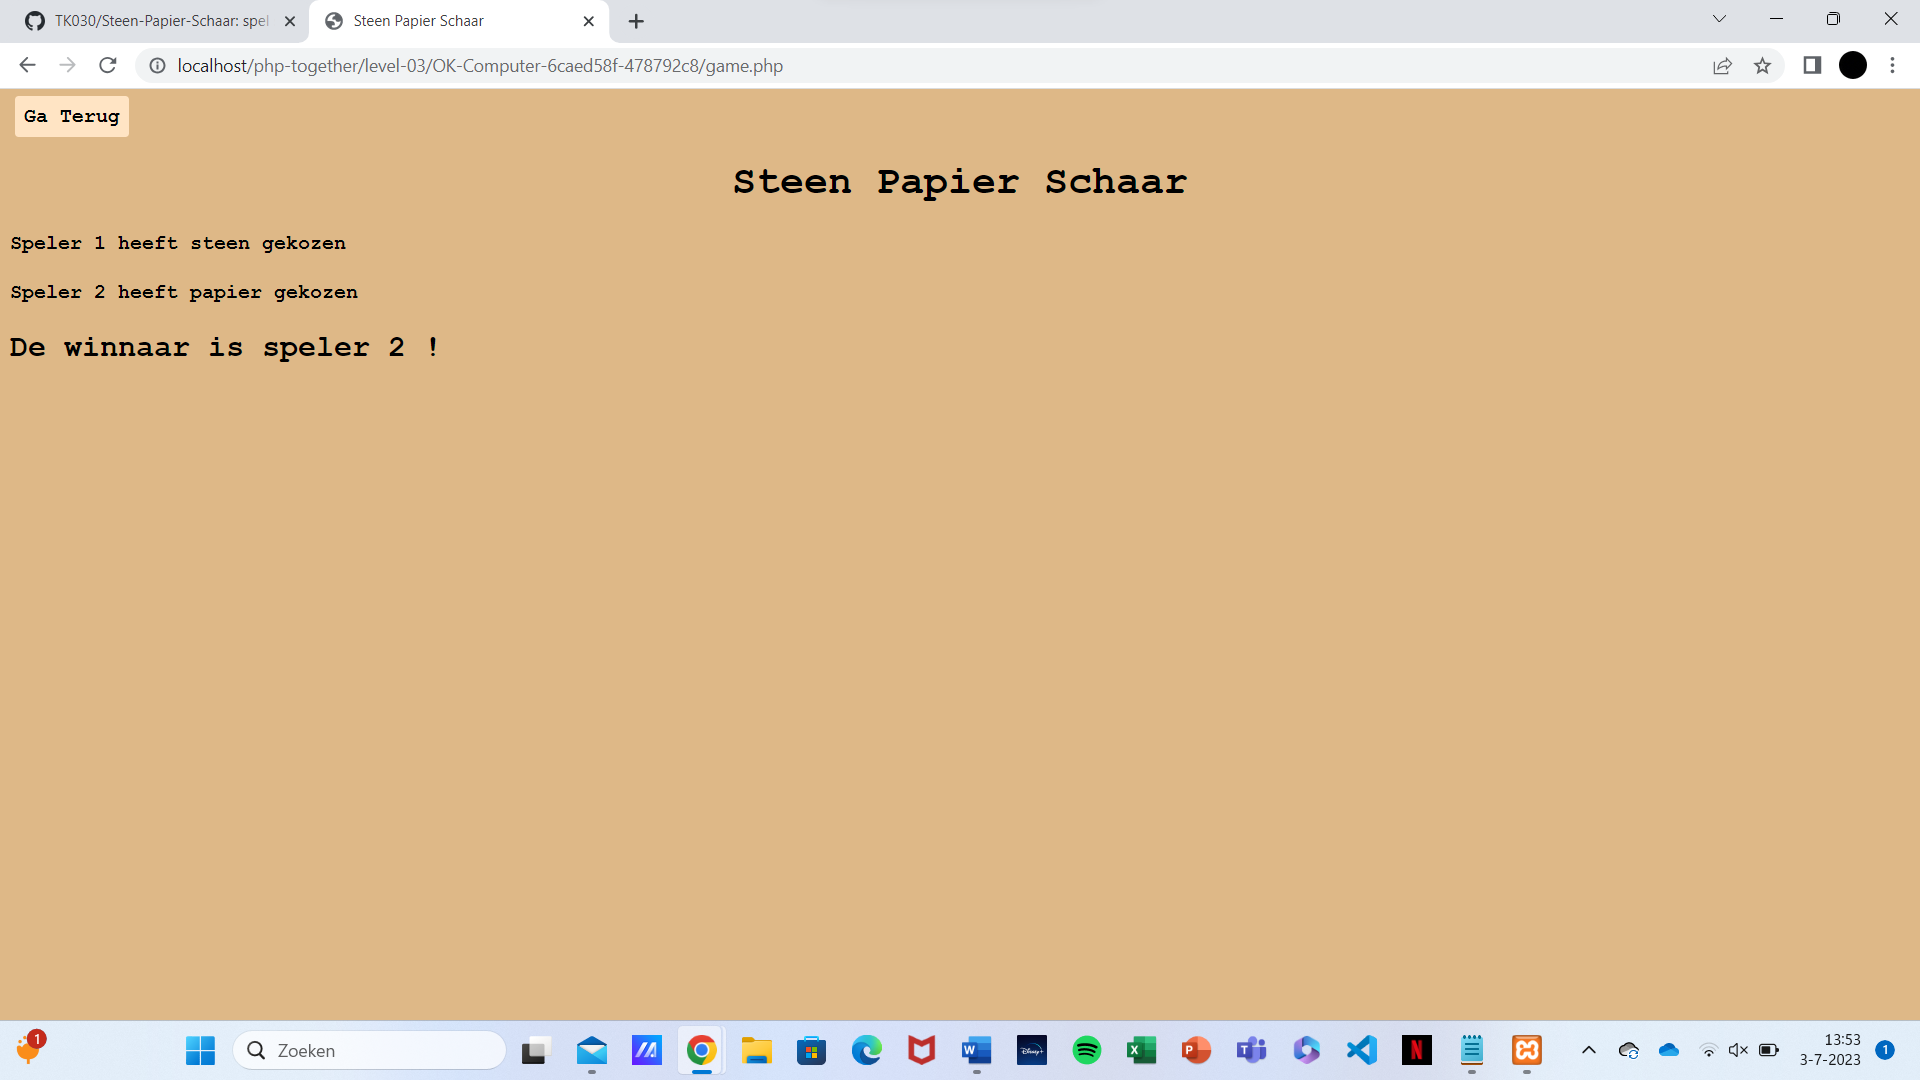 TK030/Steen-Papier-Schaar: spel
Steen Papier Schaar
localhost/php-together/level-03/OK-Computer-6caed58f-478792c8/game.php
Ga Terug
Steen Papier Schaar
Speler 1 heeft steen gekozen
Speler 2 heeft papier gekozen
De winnaar is speler 2 !
1
Zoeken
W
Disney+
X
P
T
N
13:53
3-7-2023
1